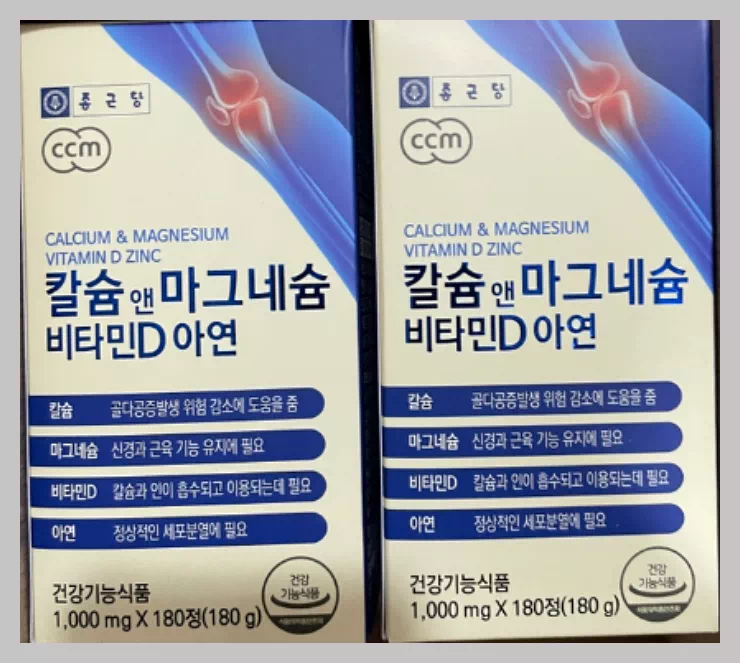 종근당
ccm
CALCIUM & MAGNESIUM
VITAMIN D ZINC
칼슘 앤 마그네슘
비타민D 아연
칼슘 골다공증발생 위험 감소에 도움을 줌
마그네슘 신경과 근육 기능 유지에 필요
비타민D 칼슘과 인이 흡수되고 이용되는데 필요
아연 정상적인 세포분열에 필요
건강기능식품
1,000 mg X 180정(180 g)
건강
기능식품
종근당
ccm
CALCIUM & MAGNESIUM
VITAMIN D ZINC
칼슘 앤 마그네슘
비타민D 아연
칼슘 골다공증발생 위험 감소에 도움을 줌
마그네슘 신경과 근육 기능 유지에 필요
비타민D 칼슘과 인이 흡수되고 이용되는데 필요
아연 정상적인 세포분열에 필요
건강기능식품
1,000 mg X 180정(180 g)
건강
기능식품